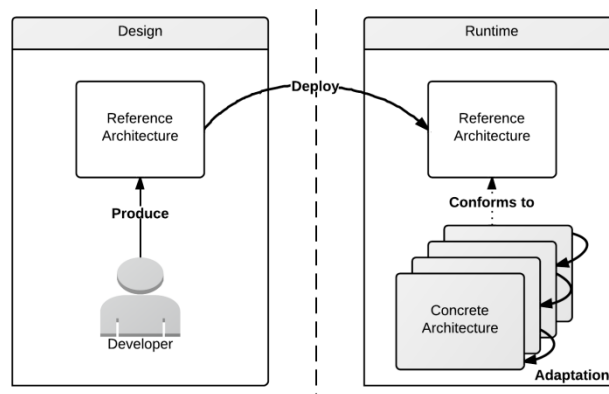 Design
Reference
Architecture
Produce
Developer
Deploy
Runtime
Reference
Architecture
Conforms to
Concrete
Architecture
Adaptation